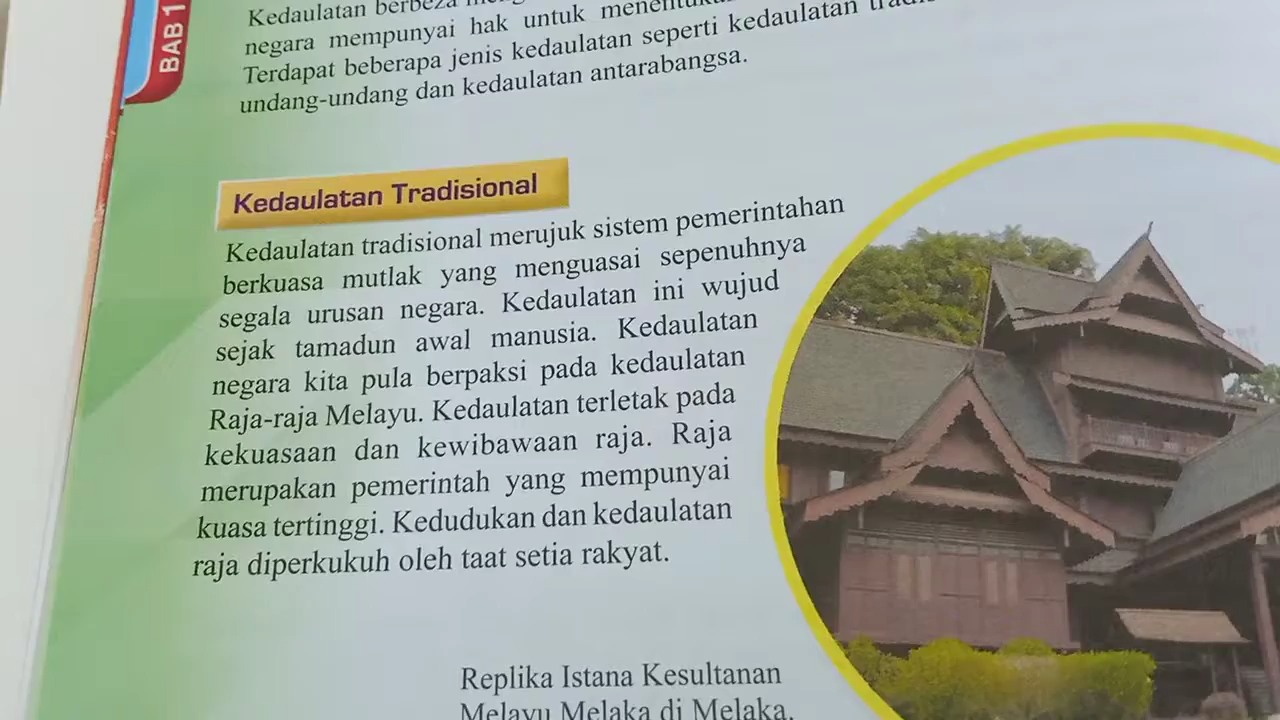 BAB 1
Kedaulatan berbeza
negara mempunyai hak untuk
Terdapat beberapa jenis kedaulatan seperti kedaulatan
undang-undang dan kedaulatan antarabangsa.
Kedaulatan Tradisional
Kedaulatan tradisional merujuk sistem pemerintahan
berkuasa mutlak yang menguasai sepenuhnya
segala urusan negara. Kedaulatan ini wujud
sejak tamadun awal manusia. Kedaulatan
negara kita pula berpaksi pada kedaulatan
Raja-raja Melayu. Kedaulatan terletak pada
kekuasaan dan kewibawaan raja. Raja
merupakan pemerintah yang mempunyai
kuasa tertinggi. Kedudukan dan kedaulatan
raja diperkukuh oleh taat setia rakyat.
Replika Istana Kesultanan
Melayu Melaka di Melaka.